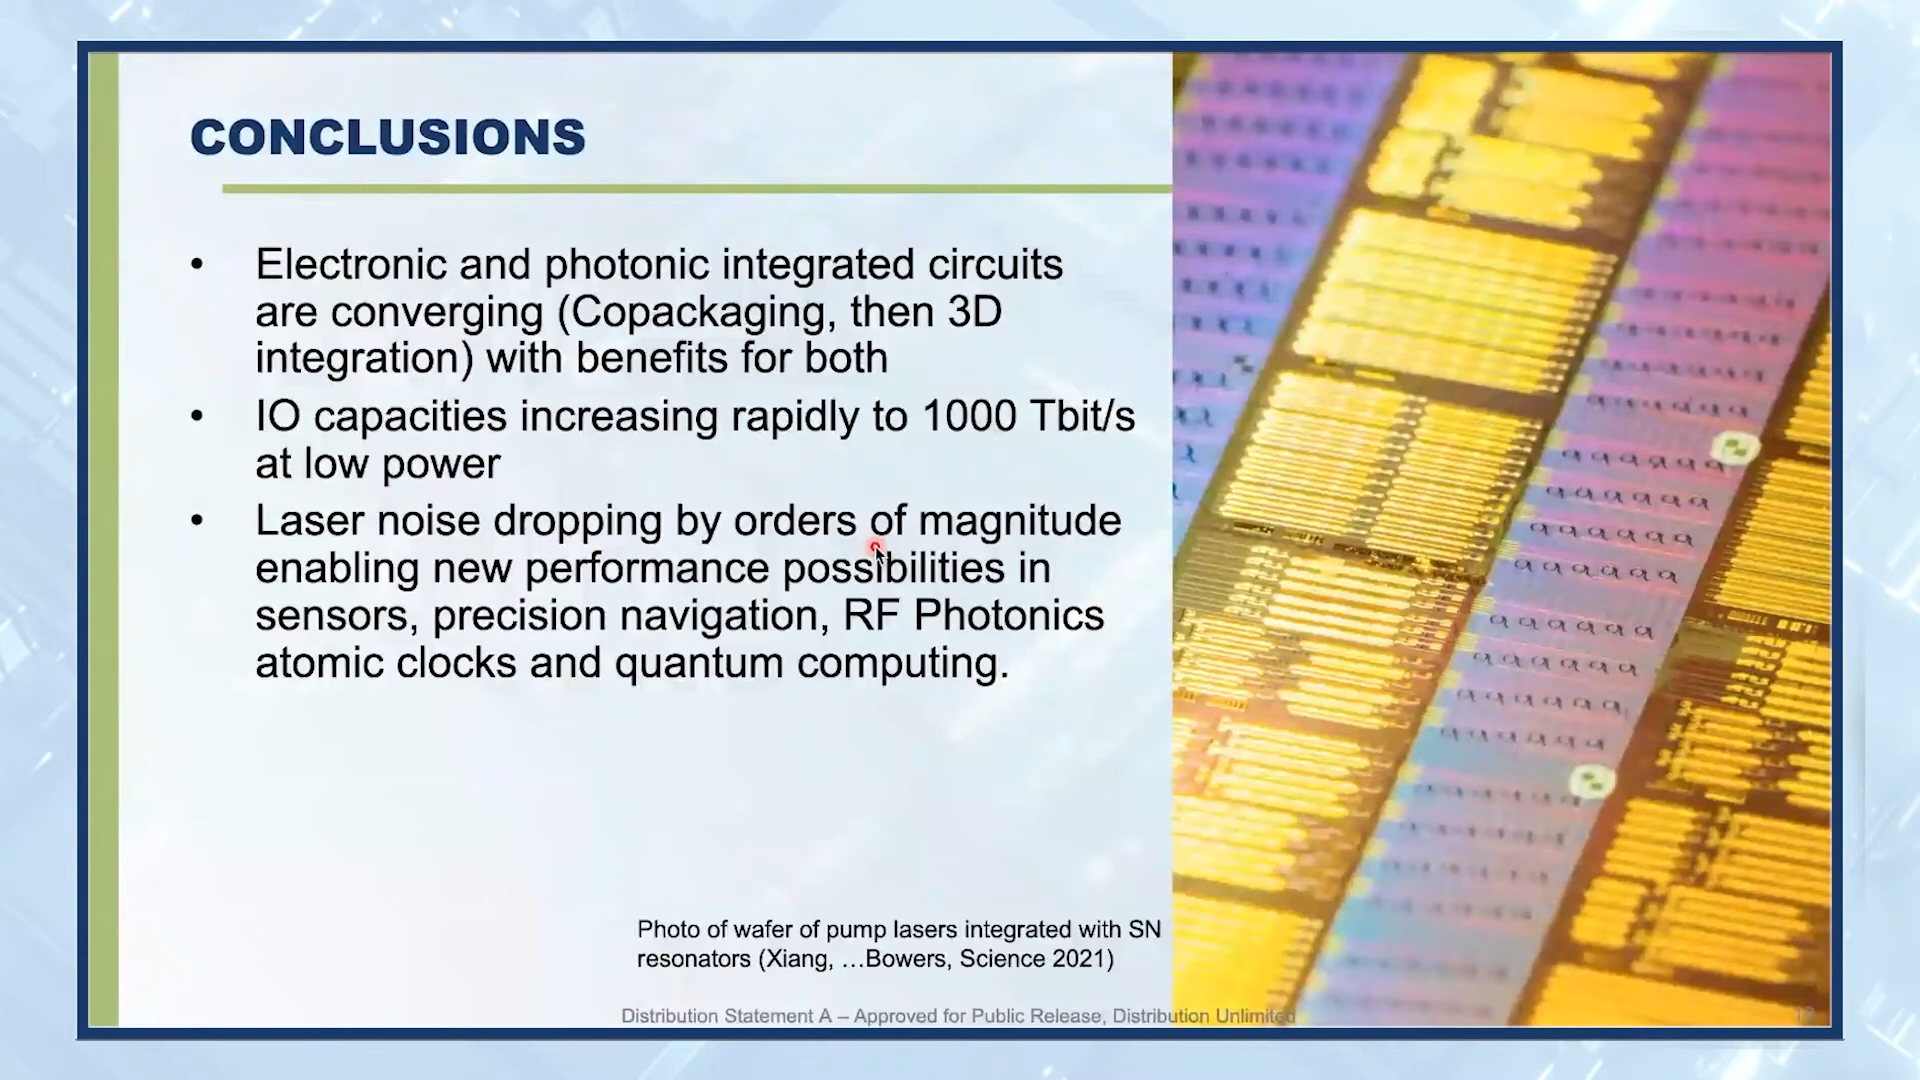 CONCLUSIONS
• Electronic and photonic integrated circuits
are converging (Copackaging, then 3D
integration) with benefits for both
• IO capacities increasing rapidly to 1000 Tbit/s
at low power
• Laser noise dropping by orders of magnitude
enabling new performance possibilities in
sensors, precision navigation, RF Photonics
atomic clocks and quantum computing.
Photo of wafer of pump lasers integrated with SN
resonators (Xiang, …Bowers, Science 2021)
Distribution Statement A – Approved for Public Release, Distribution Unlimited